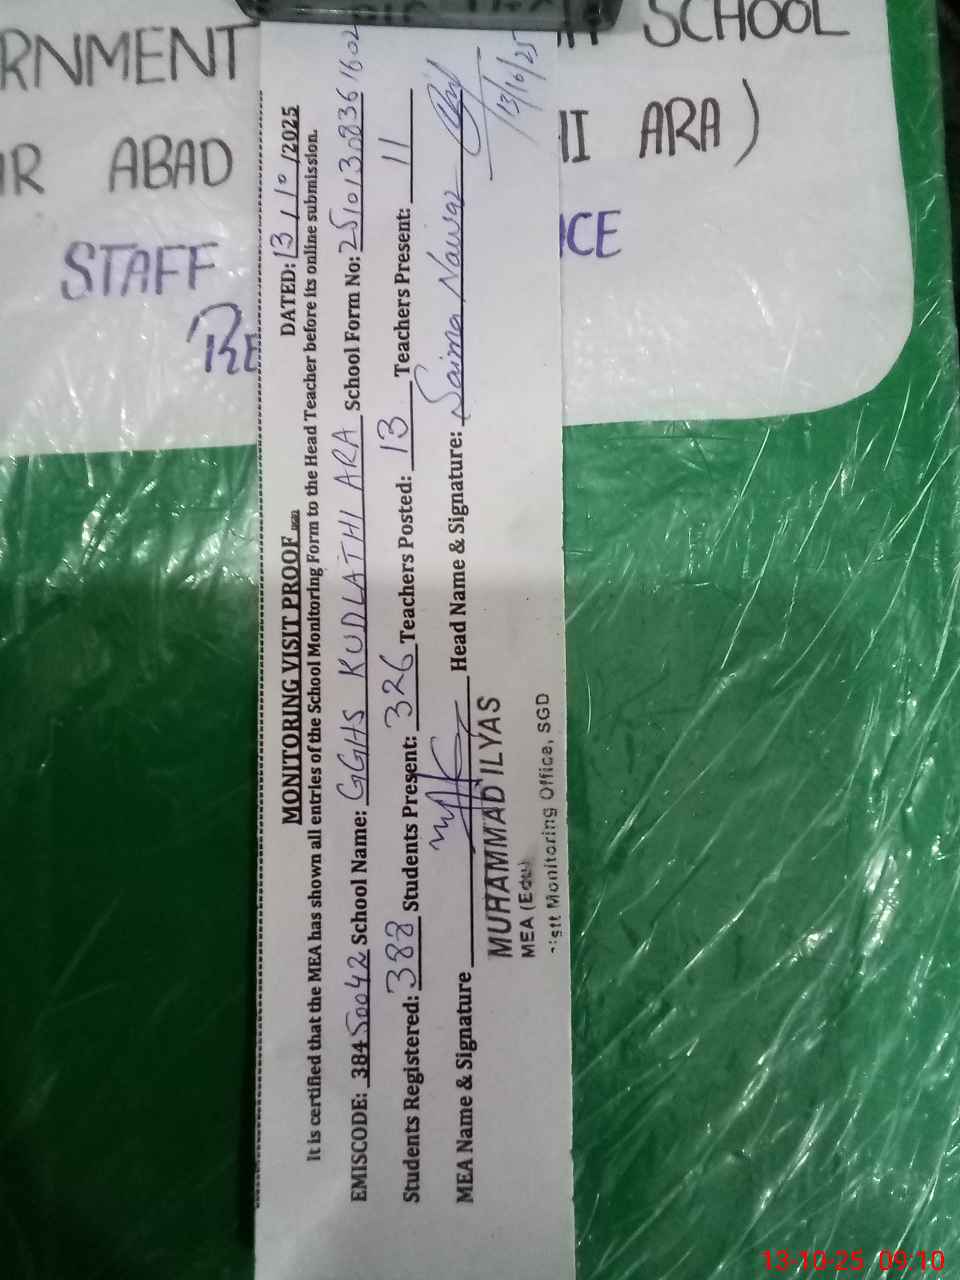 RNMENT SCHOOL
R ABAD HI ARA)
STAFF CE
RE
MONITORING VISIT PROOF
DATED: 13/10/2025
It is certified that the MEA has shown all entries of the School Monitoring Form to the Head Teacher before its online submission.
EMISCODE: 38450042 School Name: GGHS KUDLATHI ARA School Form No: 25101308361602
Students Registered: 388 Students Present: 326 Teachers Posted: 13 Teachers Present: 11
MEA Name & Signature Head Name & Signature: Saima Nawaz
13/10/25
MUHAMMAD ILYAS
MEA (Edu)
istt Monitoring Office, SGD
13-10-25 09:10